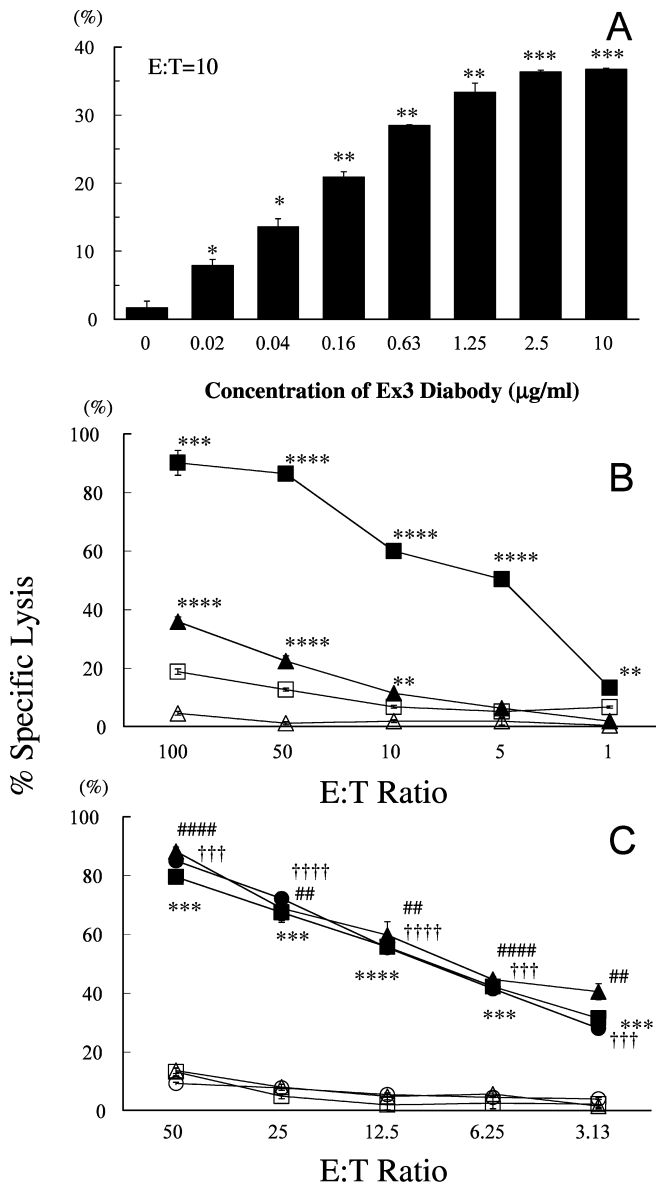 (%)
A
E:T=10
40
30
20
10
0
* * ** ** ** *** ***
0 0.02 0.04 0.16 0.63 1.25 2.5 10
Concentration of Ex3 Diabody (μg/ml)
(%)
B
100
80
60
40
20
0
*** **** **** **** **
**** **** **
100 50 10 5 1
E:T Ratio
% Specific Lysis
(%)
C
100
80
60
40
20
0
#### ††† ***
†††† ## ***
## †††† ****
#### ††† ***
## *** †††
50 25 12.5 6.25 3.13
E:T Ratio